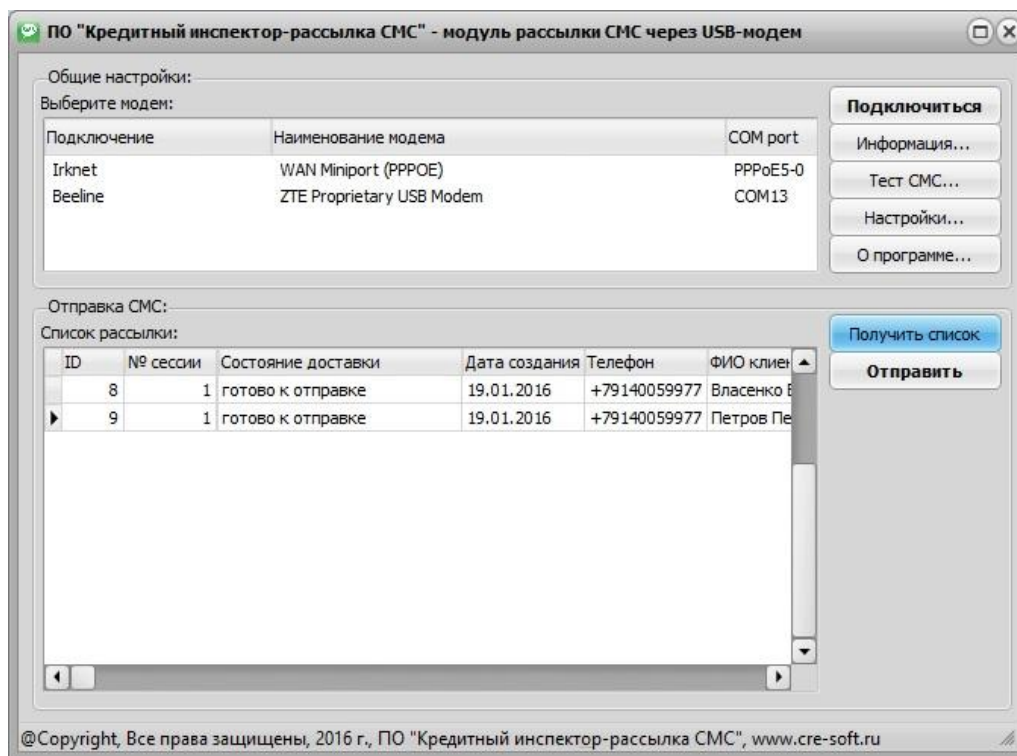 ПО "Кредитный инспектор-рассылка СМС" - модуль рассылки СМС через USB-модем
Общие настройки:
Выберите модем:
Подключение Наименование модема COM port
Irknet WAN Miniport (PPPOE) PPPoE5-0
Beeline ZTE Proprietary USB Modem COM13
Подключиться
Информация...
Тест СМС...
Настройки...
О программе...
Отправка СМС:
Список рассылки:
ID № сессии Состояние доставки Дата создания Телефон ФИО
8 1 готово к отправке 19.01.2016 +79140059977 Власенко
9 1 готово к отправке 19.01.2016 +79140059977 Петров Пе
Получить список
Отправить
@Copyright, Все права защищены, 2016 г., ПО "Кредитный инспектор-рассылка СМС", www.cre-soft.ru